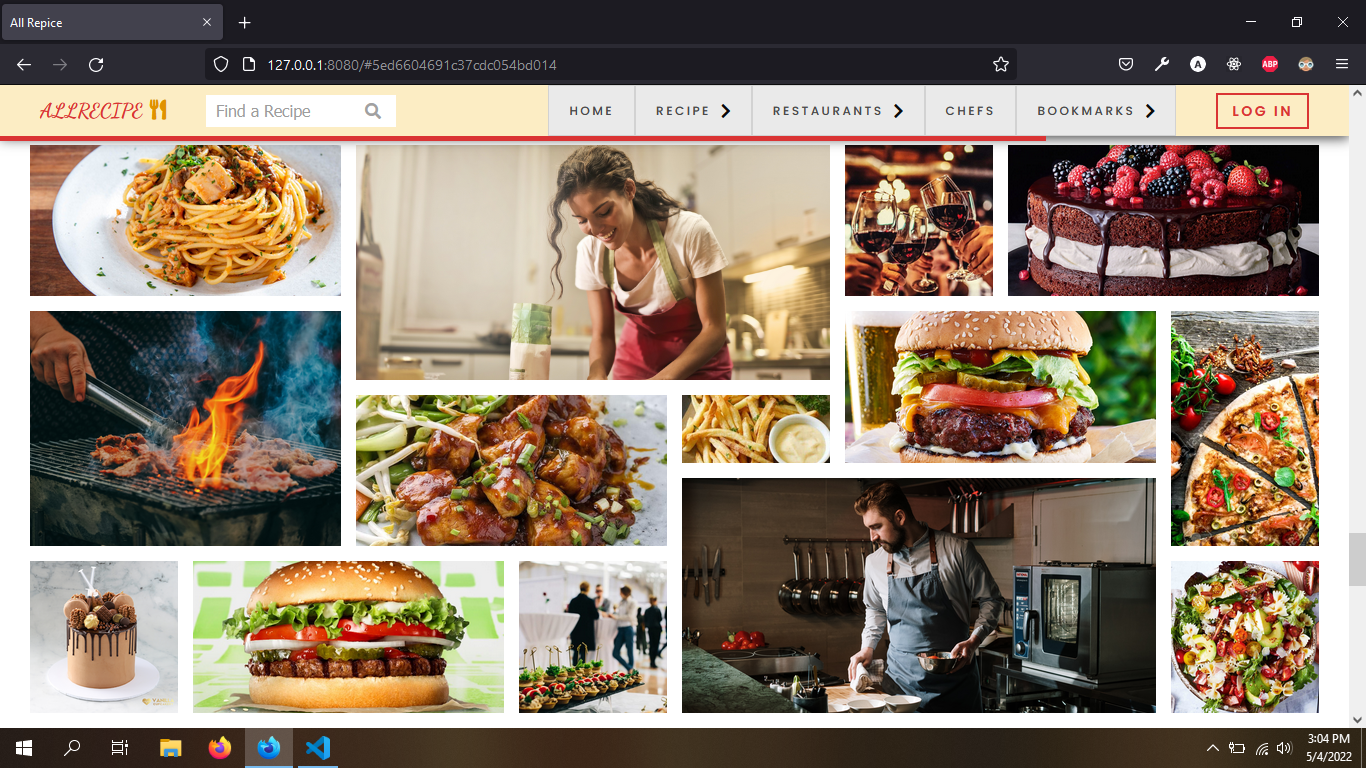 All Repice
127.0.0.1:8080/#5ed6604691c37cdc054bd014
ABP
ALLRECIPE
Find a Recipe
HOME
RECIPE
RESTAURANTS
CHEFS
BOOKMARKS
LOG IN
3:04 PM
5/4/2022